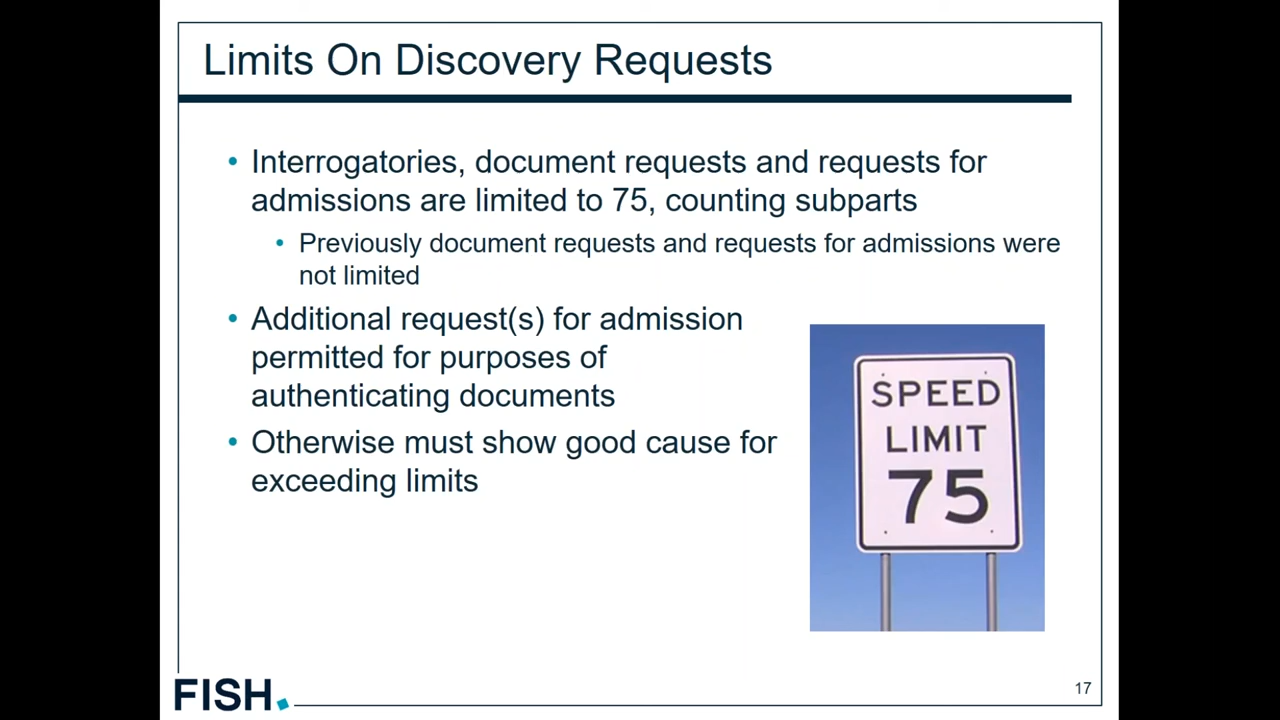 Limits On Discovery Requests
• Interrogatories, document requests and requests for
admissions are limited to 75, counting subparts
• Previously document requests and requests for admissions were
not limited
• Additional request(s) for admission
permitted for purposes of
authenticating documents
• Otherwise must show good cause for
exceeding limits
SPEED
LIMIT
75
FISH.
17